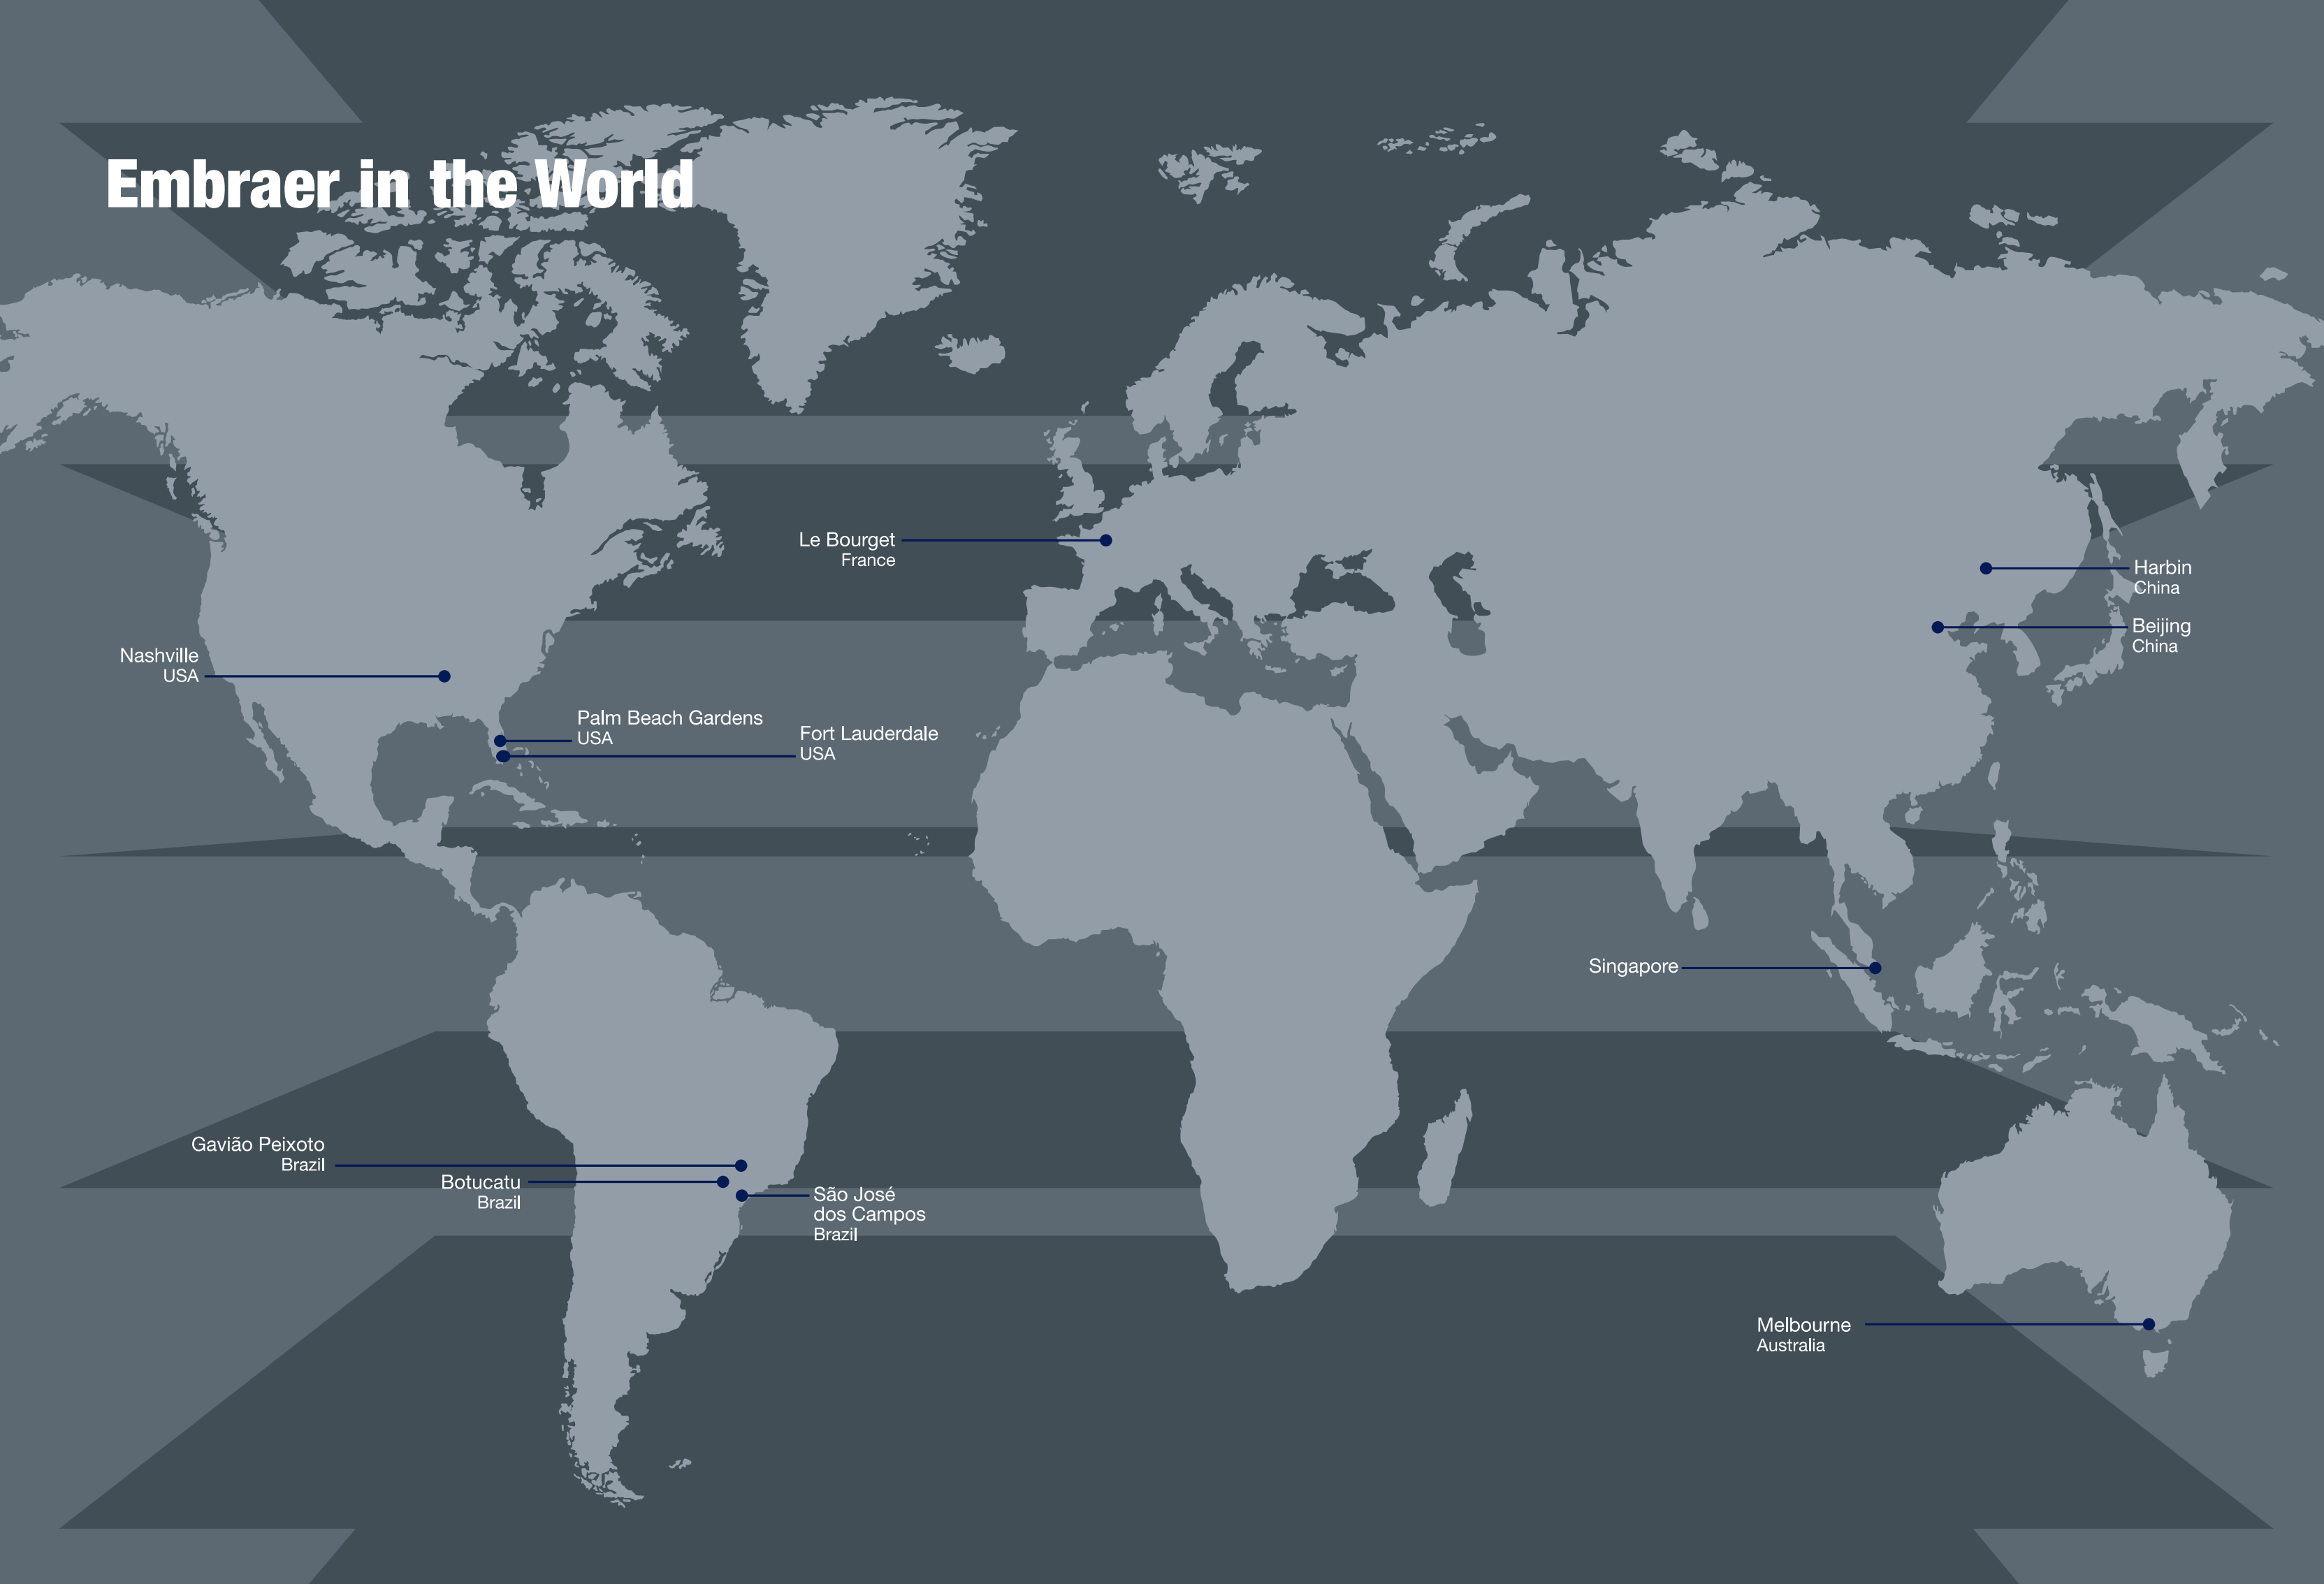 Embraer in the World
Le Bourget
France
Harbin
China
Beijing
China
Nashville
USA
Palm Beach Gardens
USA
Fort Lauderdale
USA
Singapore
Gavião Peixoto
Brazil
Botucatu
Brazil
São José
dos Campos
Brazil
Melbourne
Australia